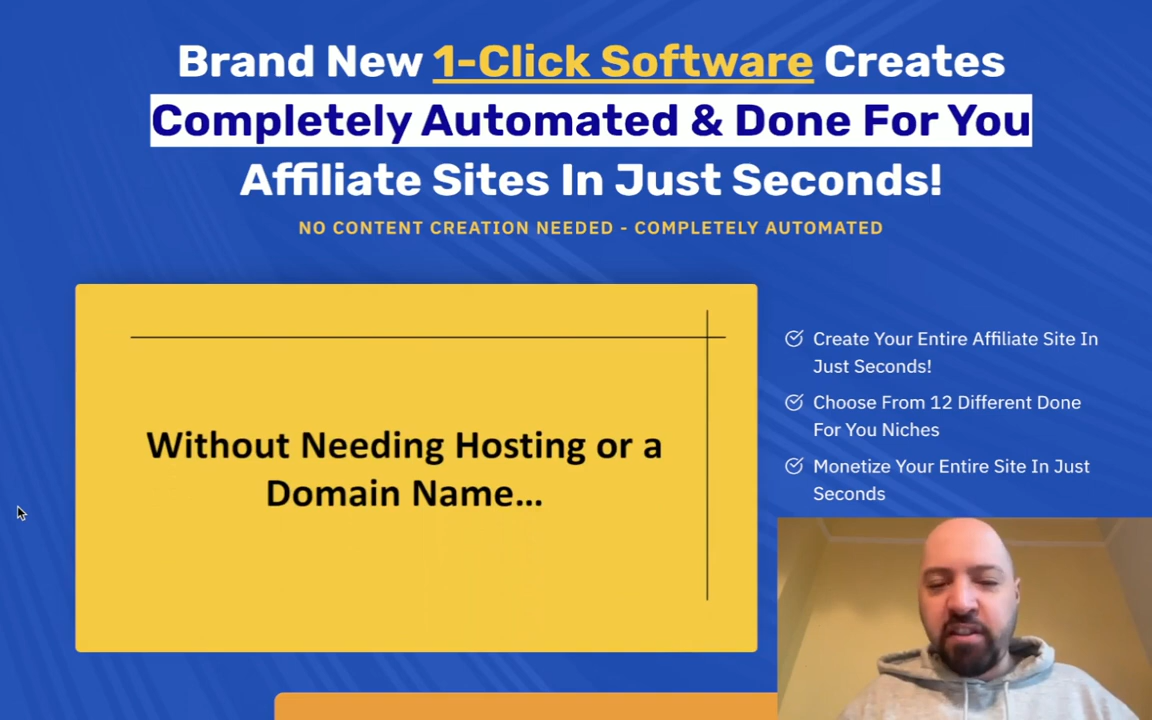 Brand New 1-Click Software Creates
Completely Automated & Done For You
Affiliate Sites In Just Seconds!
NO CONTENT CREATION NEEDED - COMPLETELY AUTOMATED
Without Needing Hosting or a
Domain Name...
Create Your Entire Affiliate Site In
Just Seconds!
Choose From 12 Different Done
For You Niches
Monetize Your Entire Site In Just
Seconds